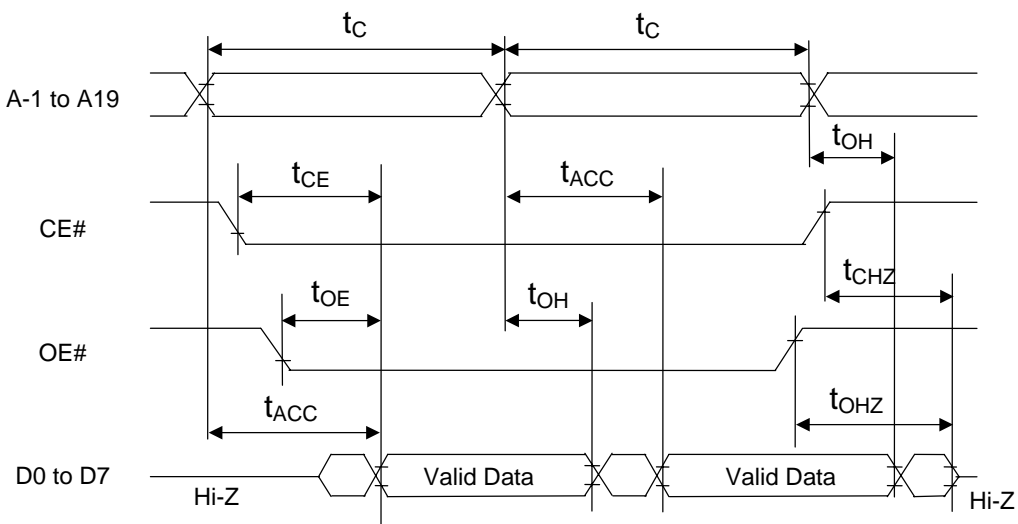 tC tC
A-1 to A19
tOH
tCE tACC
CE#
tCHZ
tOE tOH
OE#
tOHZ
tACC
D0 to D7 Valid Data Valid Data
Hi-Z Hi-Z